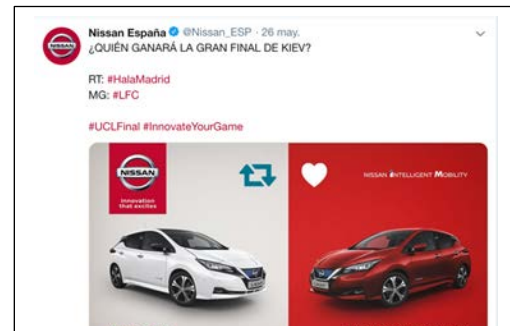 Nissan España @Nissan_ESP · 26 may.
¿QUIÉN GANARÁ LA GRAN FINAL DE KIEV?
RT: #HalaMadrid
MG: #LFC
#UCLFinal #InnovateYourGame
NISSAN
Innovation
that excites
NISSAN INTELLIGENT MOBILITY